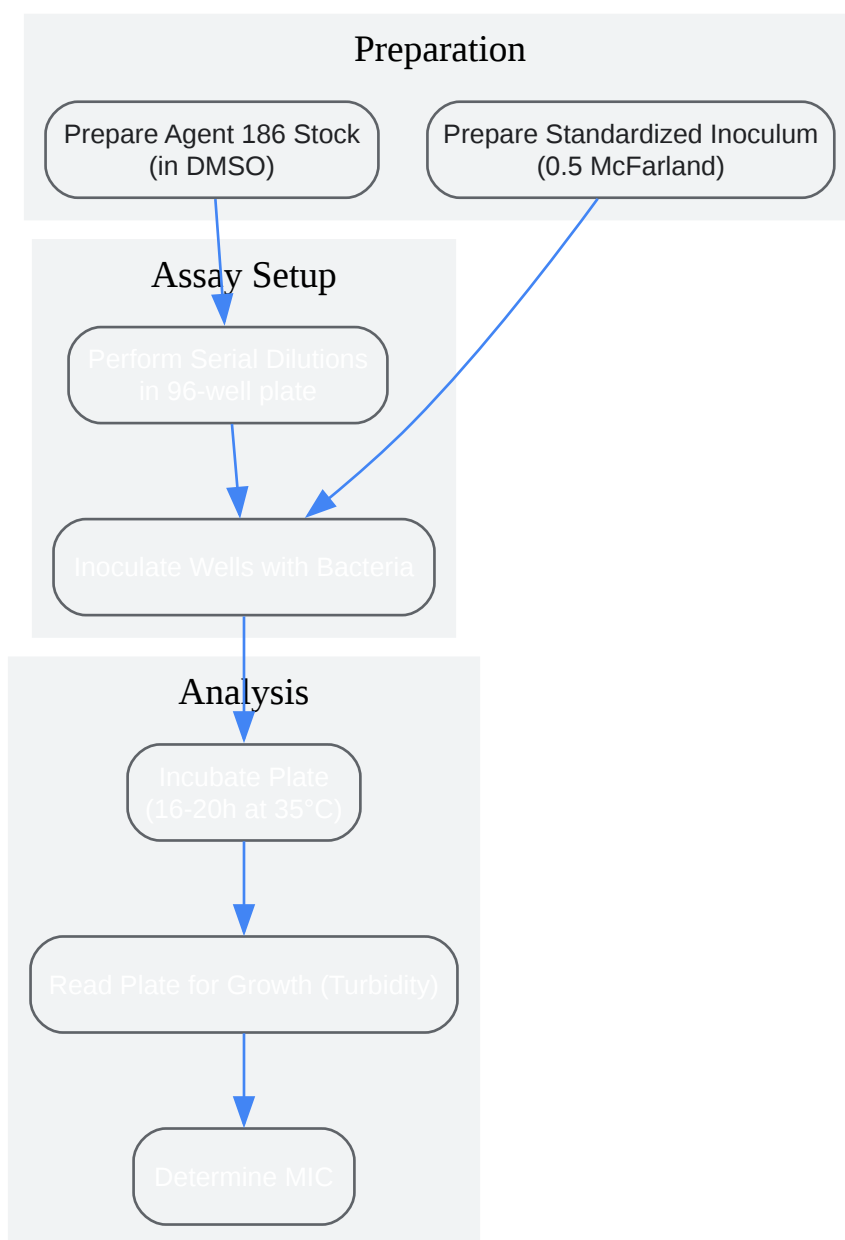 Preparation
Prepare Agent 186 Stock
(in DMSO)
Prepare Standardized Inoculum
(0.5 McFarland)
Assay Setup
Perform Serial Dilutions
in 96-well plate
Inoculate Wells with Bacteria
Analysis
Incubate Plate
(16-20h at 35°C)
Read Plate for Growth (Turbidity)
Determine MIC